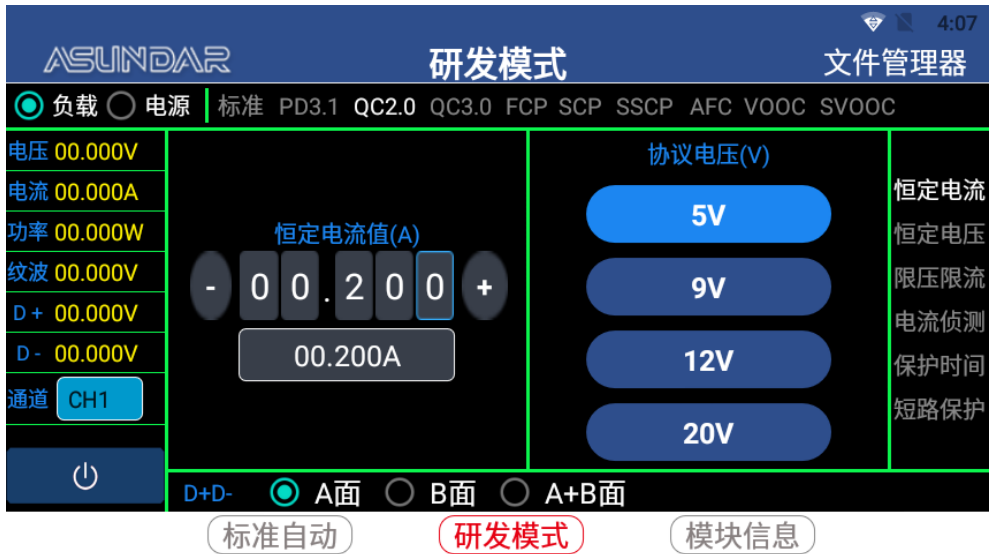 4:07
ASUNDAR 研发模式 文件管理器
负载 电源 标准 PD3.1 QC2.0 QC3.0 FCP SCP SSCP AFC VOOC SVOOC
电压 00.000V
电流 00.000A
功率 00.000W
纹波 00.000V
D+ 00.000V
D- 00.000V
通道 CH1
恒定电流值(A)
- 0 0 . 2 0 0 +
00.200A
协议电压(V)
5V
9V
12V
20V
恒定电流
恒定电压
限压限流
电流侦测
保护时间
短路保护
D+D- A面 B面 A+B面
标准自动 研发模式 模块信息